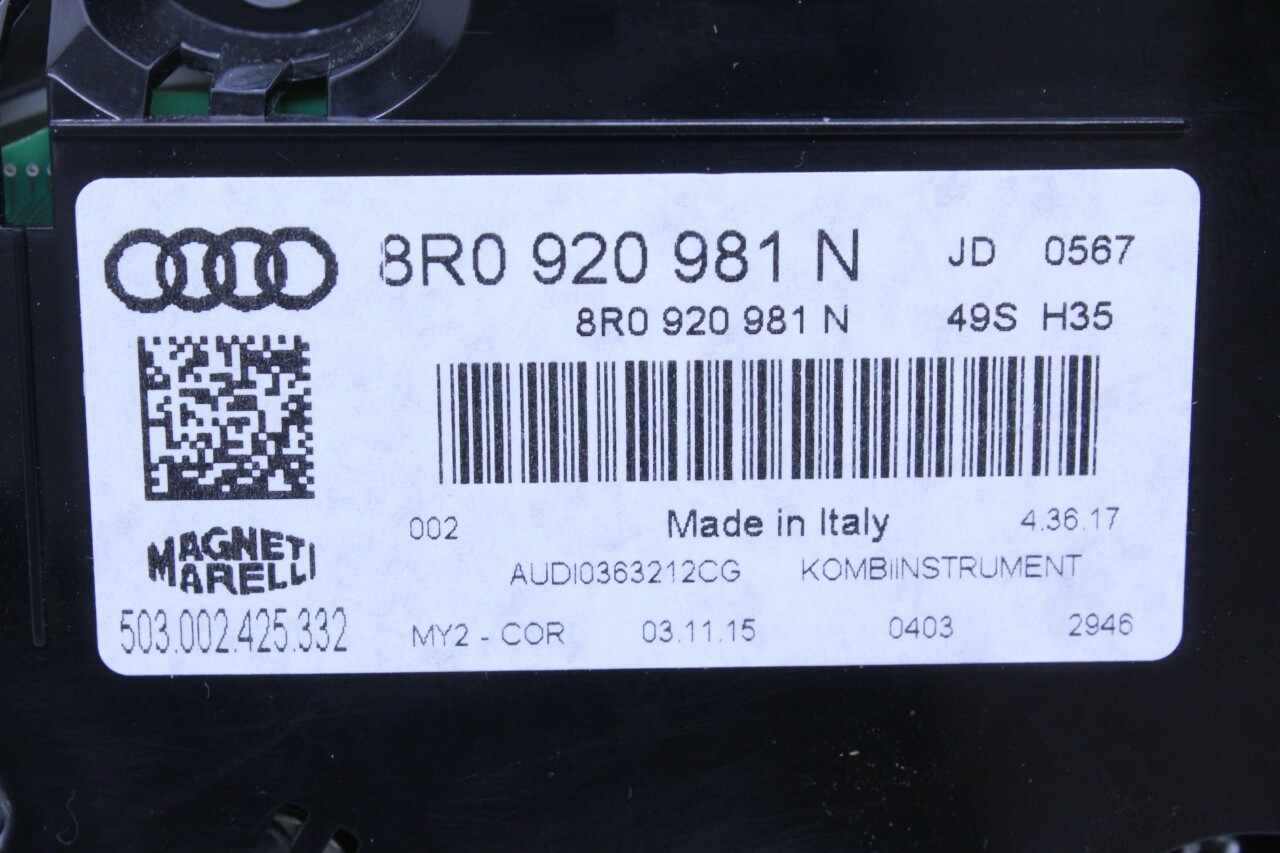 8R0 920 981 N JD 0567
8R0 920 981 N 49S H35
002 Made in Italy 4.36.17
MAGNETI
MARELLI
AUDI0363212CG KOMBIINSTRUMENT
503.002.425.332 MY2 - COR 03.11.15 0403 2946